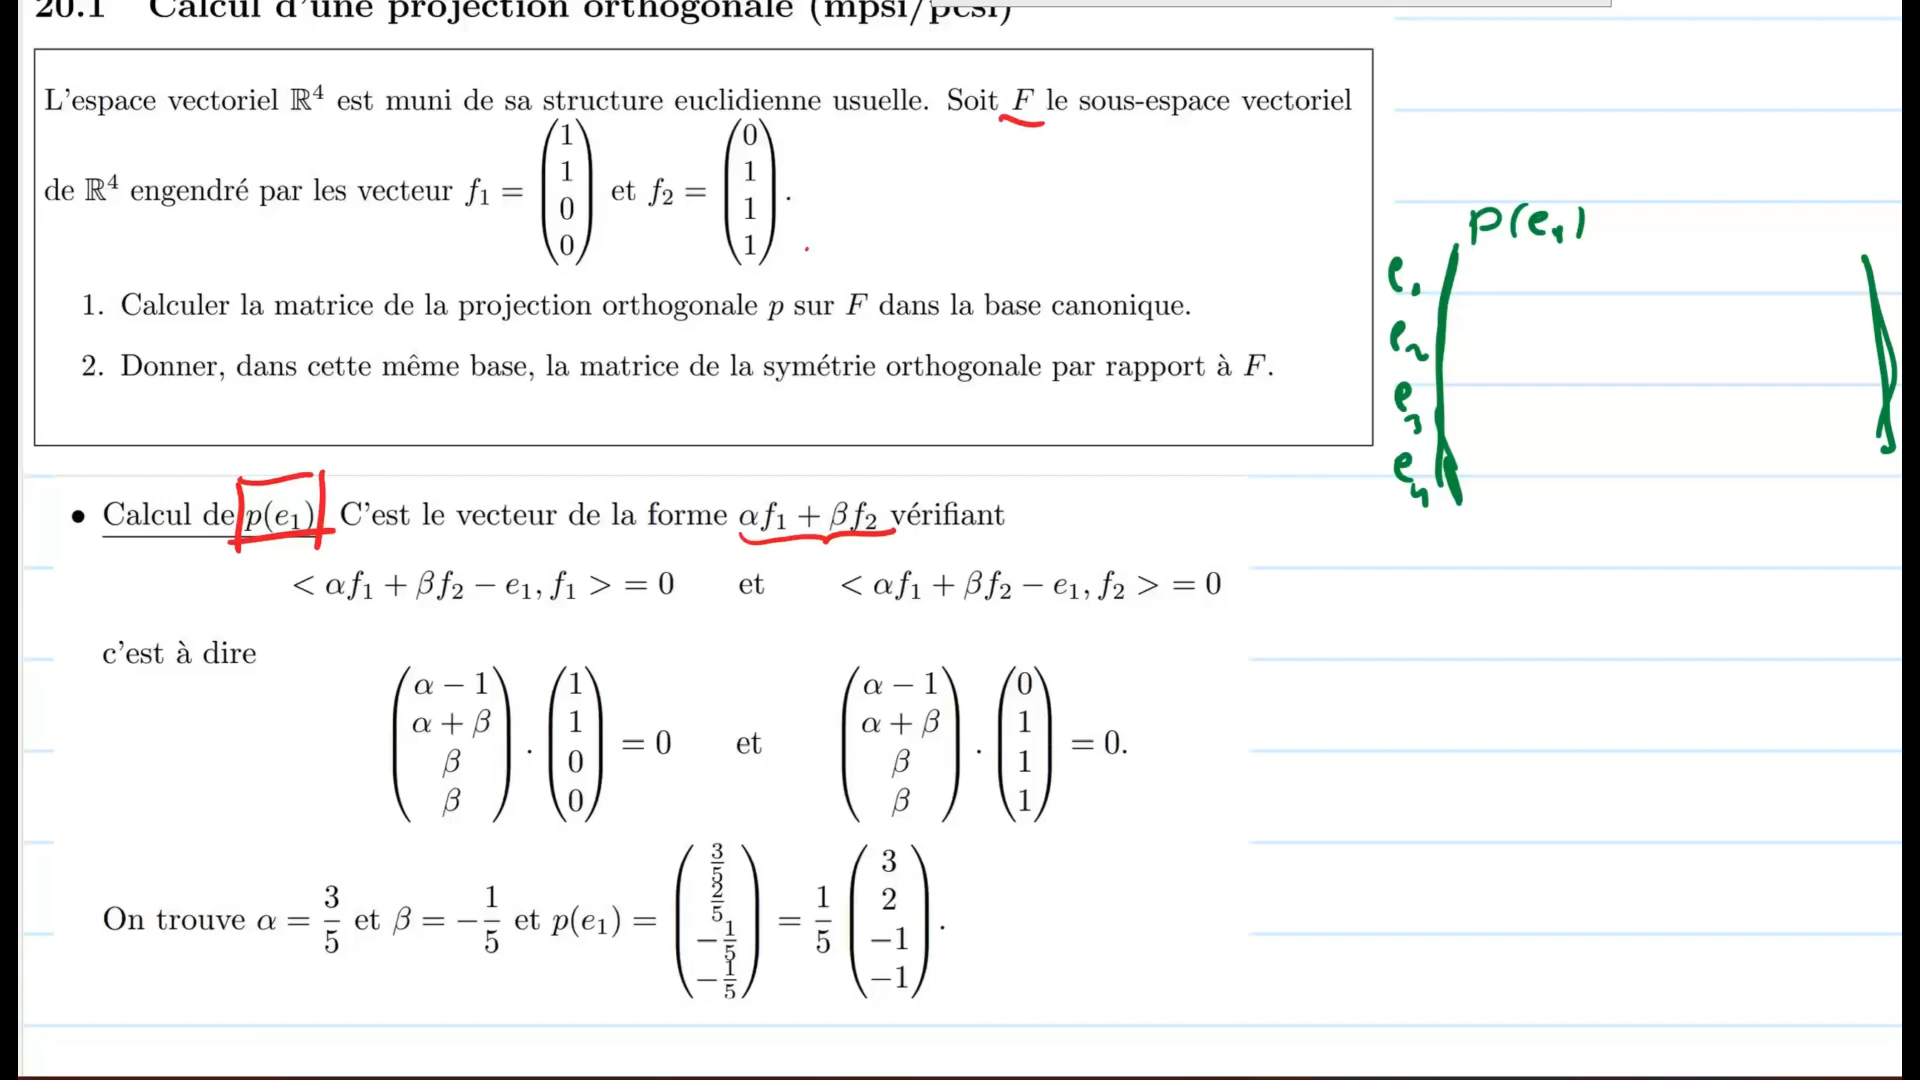 20.1 Calcul d'une projection orthogonale (mpsi/pcsi)
L'espace vectoriel ℝ⁴ est muni de sa structure euclidienne usuelle. Soit F le sous-espace vectoriel
de ℝ⁴ engendré par les vecteur f₁ = (1 1 0 0) et f₂ = (0 1 1 1).
1. Calculer la matrice de la projection orthogonale p sur F dans la base canonique.
2. Donner, dans cette même base, la matrice de la symétrie orthogonale par rapport à F.
p(e₁)
e₁
e₂
e₃
e₄
• Calcul de p(e₁) C'est le vecteur de la forme αf₁ + βf₂ vérifiant
< αf₁ + βf₂ − e₁, f₁ > = 0 et < αf₁ + βf₂ − e₁, f₂ > = 0
c'est à dire
(α − 1 α + β β β) . (1 1 0 0) = 0 et (α − 1 α + β β β) . (0 1 1 1) = 0.
On trouve α = 3/5 et β = −1/5 et p(e₁) = (3/5 2/5 −1/5 −1/5) = 1/5 (3 2 −1 −1).